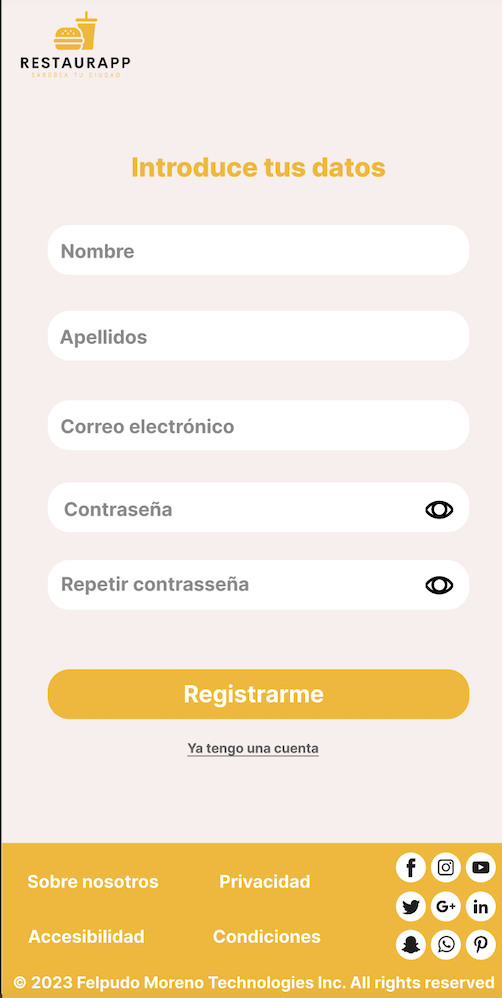 RESTAURAPP
SABOREA TU CIUDAD
Introduce tus datos
Nombre
Apellidos
Correo electrónico
Contraseña
Repetir contrasseña
Registrarme
Ya tengo una cuenta
Sobre nosotros
Privacidad
Accesibilidad
Condiciones
© 2023 Felpudo Moreno Technologies Inc. All rights reserved